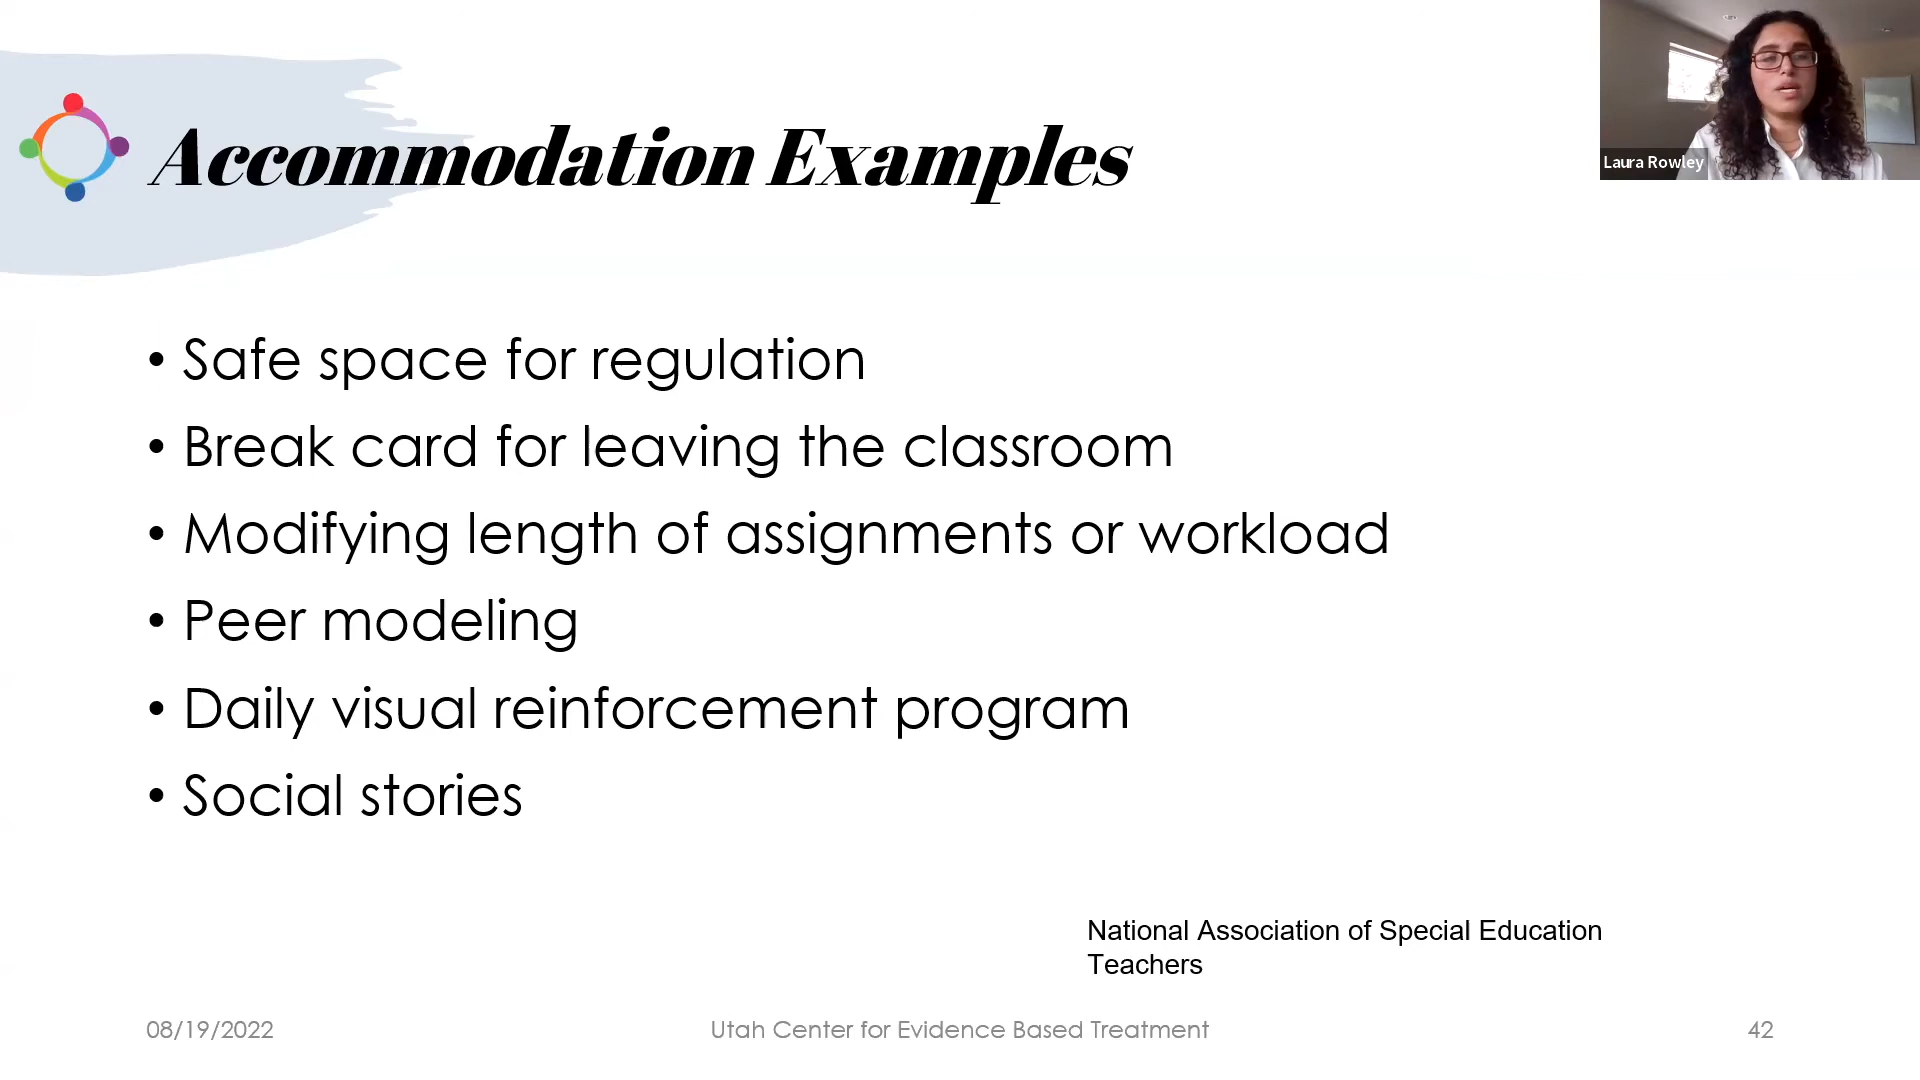 Accommodation Examples
Laura Rowley
• Safe space for regulation
• Break card for leaving the classroom
• Modifying length of assignments or workload
• Peer modeling
• Daily visual reinforcement program
• Social stories
National Association of Special Education
Teachers
08/19/2022
Utah Center for Evidence Based Treatment
42